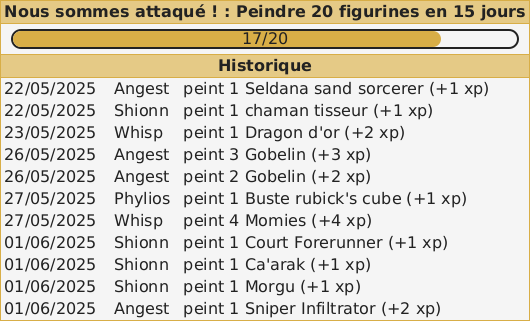 Nous sommes attaqué ! : Peindre 20 figurines en 15 jours
17/20
Historique
22/05/2025 Angest peint 1 Seldana sand sorcerer (+1 xp)
22/05/2025 Shionn peint 1 chaman tisseur (+1 xp)
23/05/2025 Whisp peint 1 Dragon d'or (+2 xp)
26/05/2025 Angest peint 3 Gobelin (+3 xp)
26/05/2025 Angest peint 2 Gobelin (+2 xp)
27/05/2025 Phylios peint 1 Buste rubick's cube (+1 xp)
27/05/2025 Whisp peint 4 Momies (+4 xp)
01/06/2025 Shionn peint 1 Court Forerunner (+1 xp)
01/06/2025 Shionn peint 1 Ca'arak (+1 xp)
01/06/2025 Shionn peint 1 Morgu (+1 xp)
01/06/2025 Angest peint 1 Sniper Infiltrator (+2 xp)